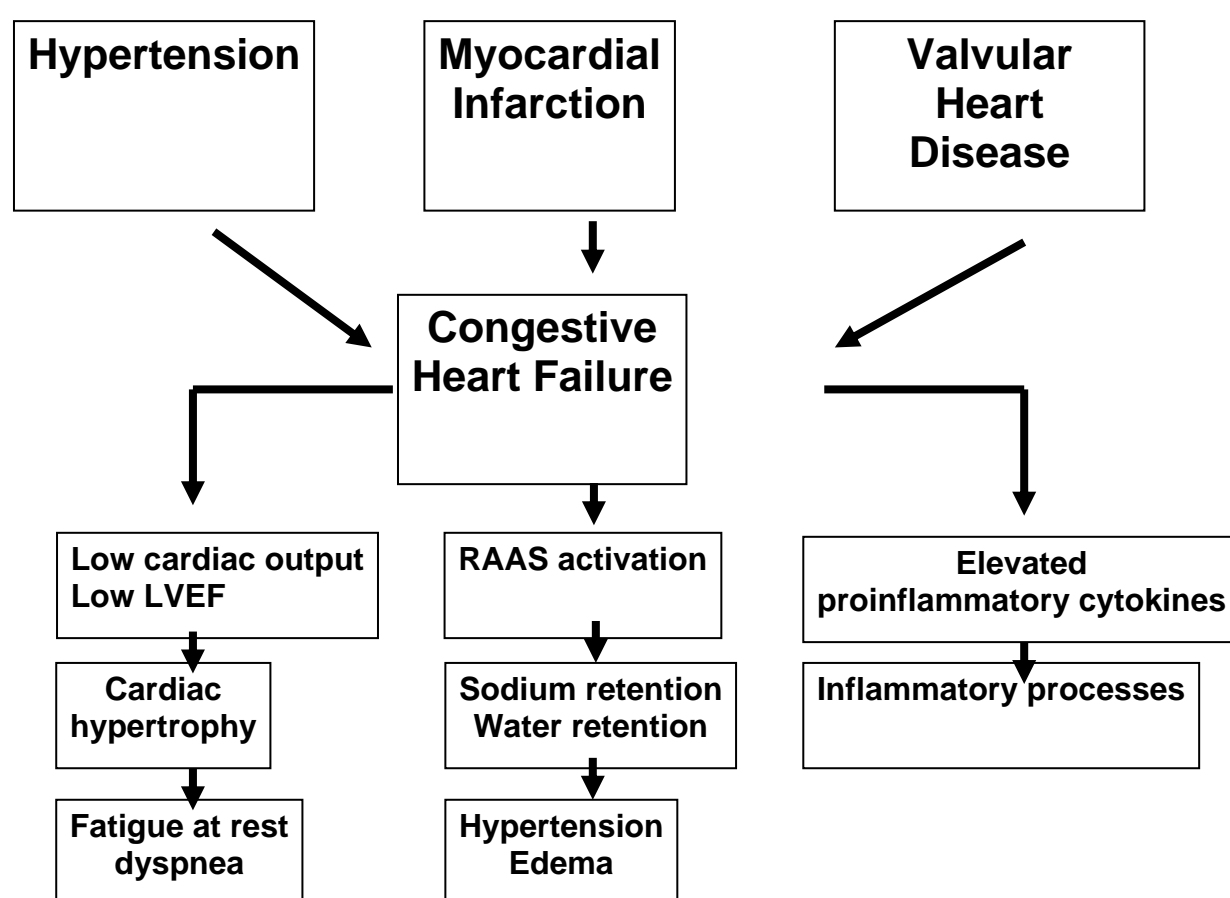 Hypertension
Myocardial
Infarction
Valvular
Heart
Disease
Congestive
Heart Failure
Low cardiac output
Low LVEF
RAAS activation
Elevated
proinflammatory cytokines
Cardiac
hypertrophy
Sodium retention
Water retention
Inflammatory processes
Fatigue at rest
dyspnea
Hypertension
Edema